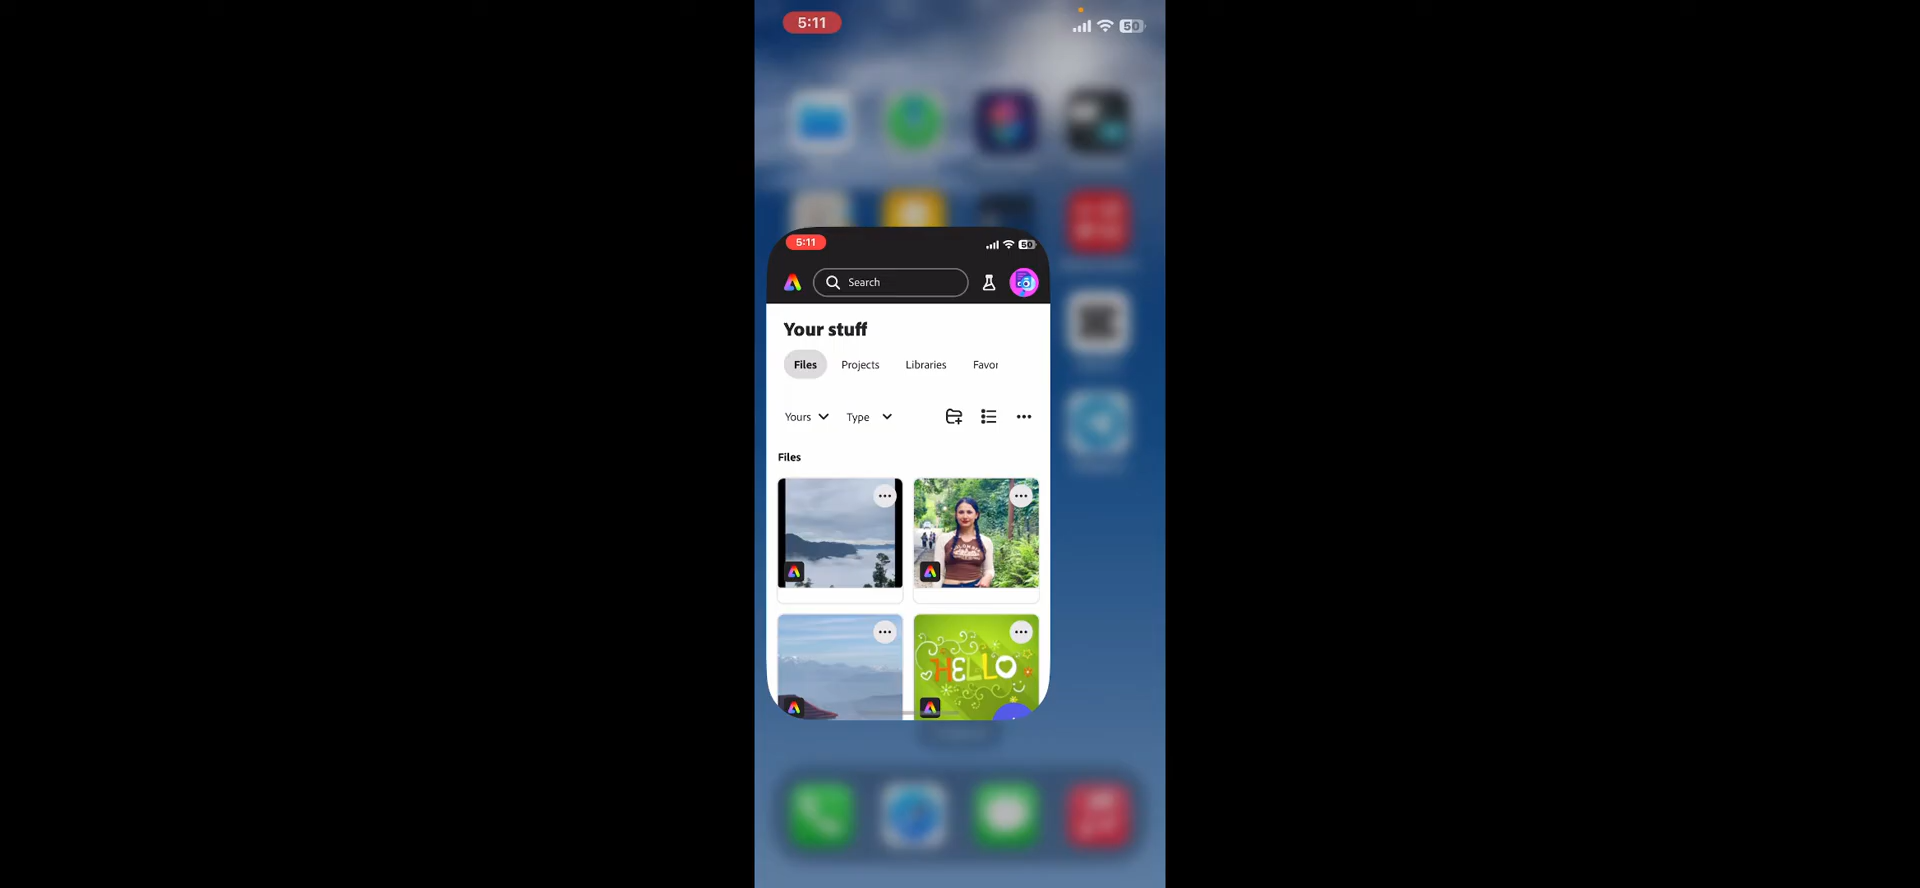 5:11
50
5:11
50
Search
Your stuff
Files Projects Libraries Favor
Yours Type
Files
HELLO